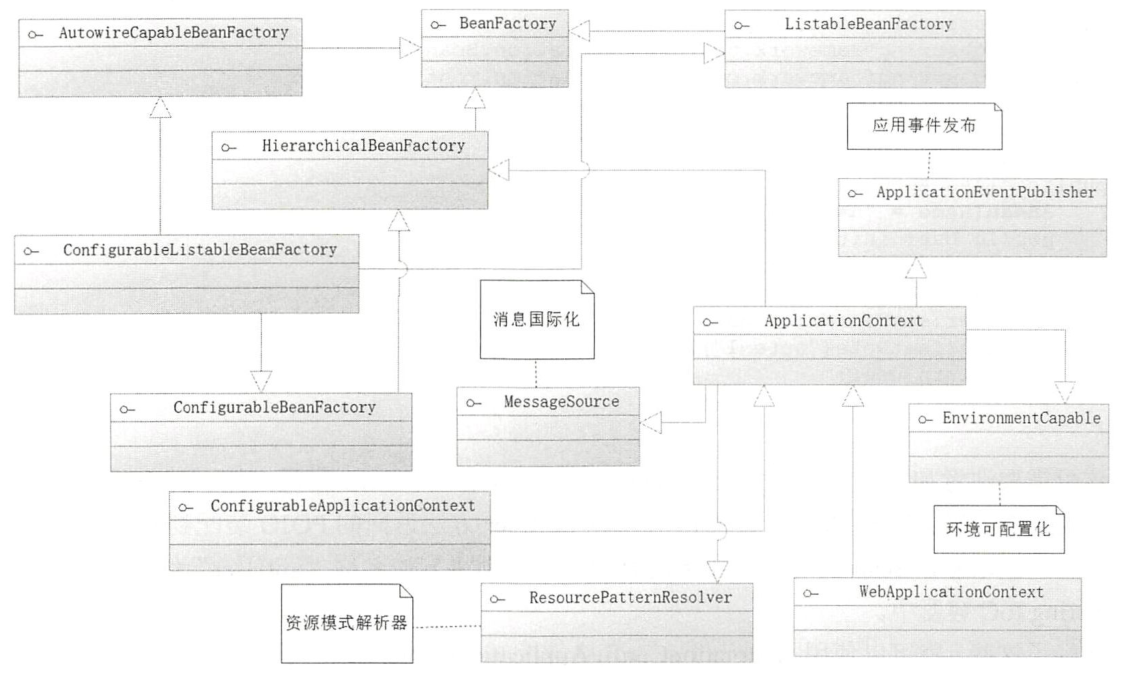 AutowireCapableBeanFactory
BeanFactory
ListableBeanFactory
应用事件发布
HierarchicalBeanFactory
ApplicationEventPublisher
ConfigurableListableBeanFactory
消息国际化
ApplicationContext
ConfigurableBeanFactory
MessageSource
EnvironmentCapable
ConfigurableApplicationContext
环境可配置化
资源模式解析器
ResourcePatternResolver
WebApplicationContext